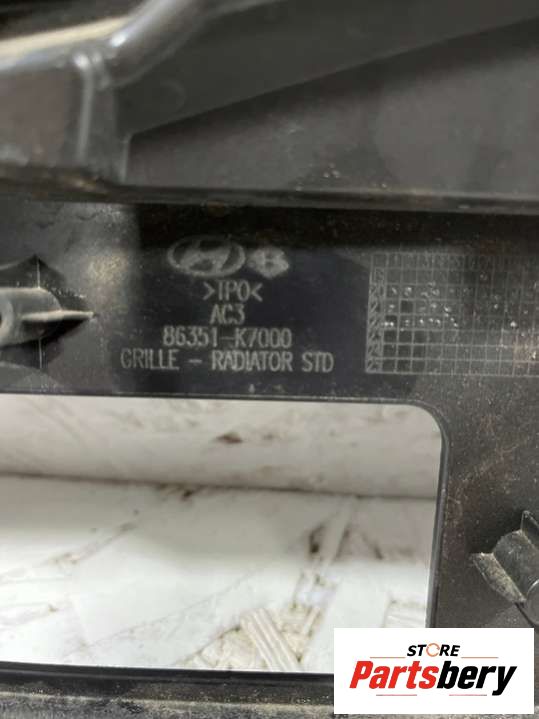 >TPO<
AC3
86351-K7000
GRILLE - RADIATOR STD
STORE
Partsbery